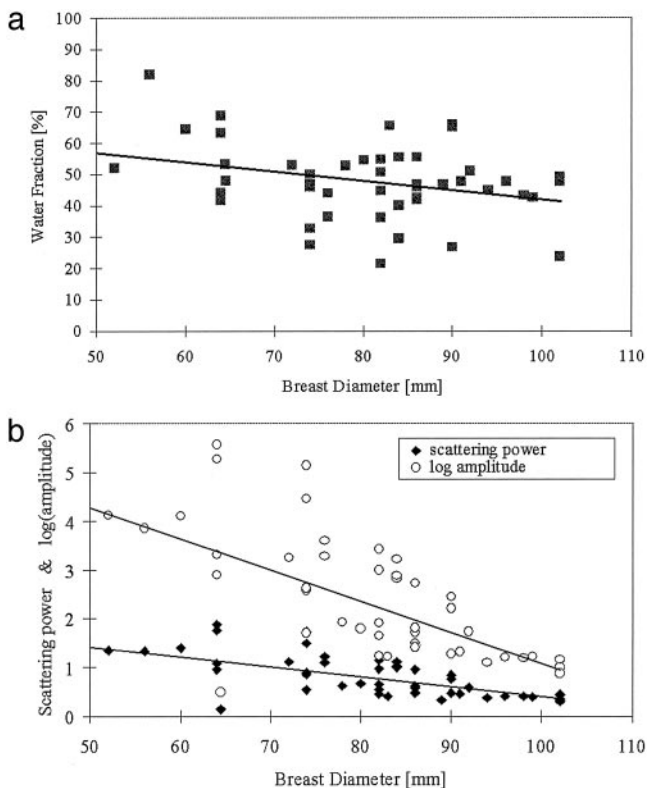 a
100
90
80
70
60
50
40
30
20
10
0
Water Fraction [%]
50 60 70 80 90 100 110
Breast Diameter [mm]
b
6
5
4
3
2
1
0
Scattering power & log(amplitude)
scattering power
log amplitude
50 60 70 80 90 100 110
Breast Diameter [mm]